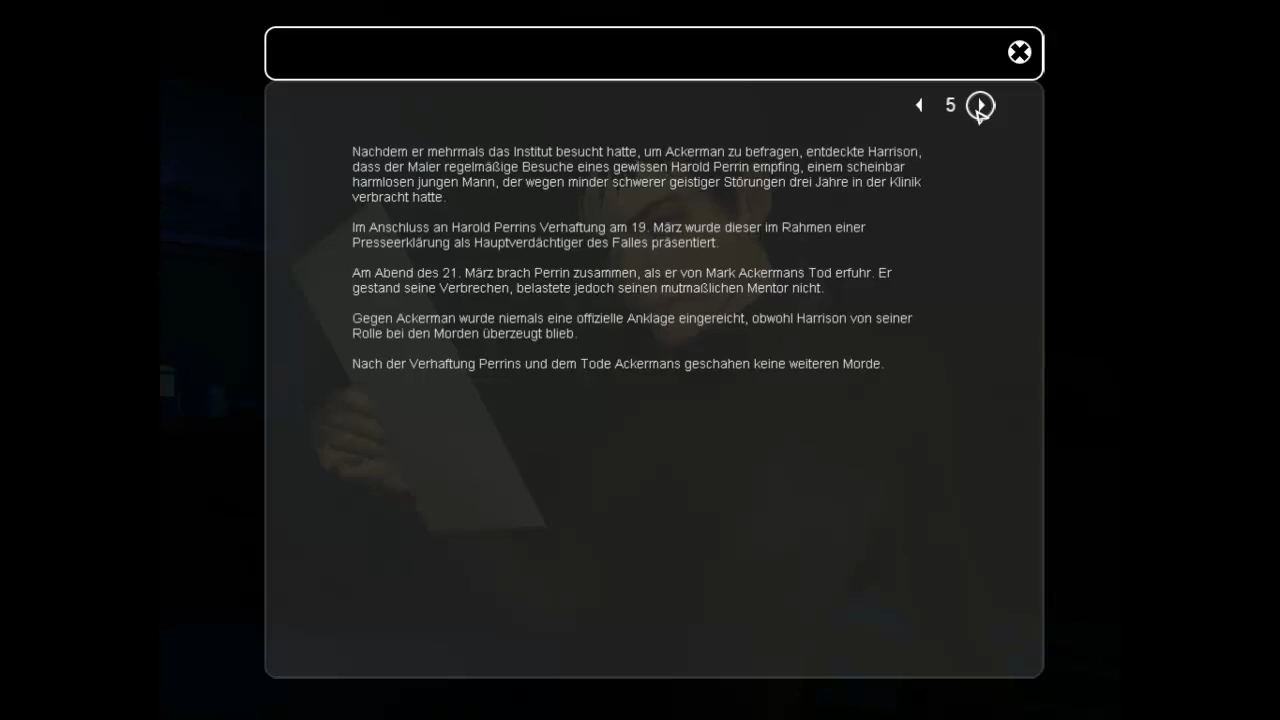 5
Nachdem er mehrmals das Institut besucht hatte, um Ackerman zu befragen, entdeckte Harrison,
dass der Maler regelmäßige Besuche eines gewissen Harold Perrin empfing, einem scheinbar
harmlosen jungen Mann, der wegen minder schwerer geistiger Störungen drei Jahre in der Klinik
verbracht hatte.
Im Anschluss an Harold Perrins Verhaftung am 19. März wurde dieser im Rahmen einer
Presseerklärung als Hauptverdächtiger des Falles präsentiert.
Am Abend des 21. März brach Perrin zusammen, als er von Mark Ackermans Tod erfuhr. Er
gestand seine Verbrechen, belastete jedoch seinen mutmaßlichen Mentor nicht.
Gegen Ackerman wurde niemals eine offizielle Anklage eingereicht, obwohl Harrison von seiner
Rolle bei den Morden überzeugt blieb.
Nach der Verhaftung Perrins und dem Tode Ackermans geschahen keine weiteren Morde.